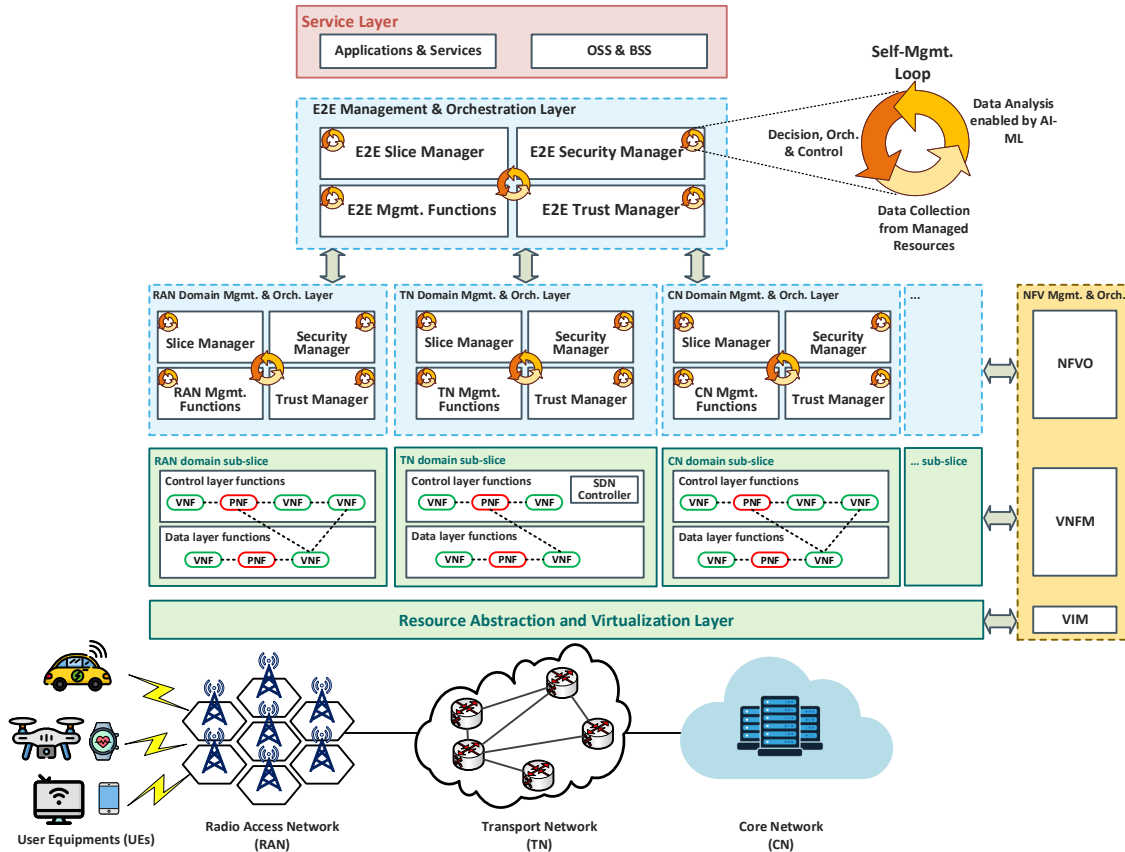 Service Layer
Applications & Services
OSS & BSS
Self-Mgmt.
Loop
Data Analysis
enabled by AI-
ML
Decision, Orch.
& Control
Data Collection
from Managed
Resources
E2E Management & Orchestration Layer
E2E Slice Manager
E2E Security Manager
E2E Mgmt. Functions
E2E Trust Manager
RAN Domain Mgmt. & Orch. Layer
Slice Manager
Security
Manager
RAN Mgmt.
Functions
Trust Manager
TN Domain Mgmt. & Orch. Layer
Slice Manager
Security
Manager
TN Mgmt.
Functions
Trust Manager
CN Domain Mgmt. & Orch. Layer
Slice Manager
Security
Manager
CN Mgmt.
Functions
Trust Manager
...
NFV Mgmt. & Orch.
NFVO
VNFM
VIM
RAN domain sub-slice
Control layer functions
VNF PNF VNF VNF
Data layer functions
VNF PNF VNF
TN domain sub-slice
Control layer functions
SDN
Controller
VNF PNF VNF
Data layer functions
VNF PNF VNF
CN domain sub-slice
Control layer functions
VNF PNF VNF VNF
Data layer functions
VNF PNF VNF
... sub-slice
Resource Abstraction and Virtualization Layer
User Equipments (UEs)
Radio Access Network
(RAN)
Transport Network
(TN)
Core Network
(CN)